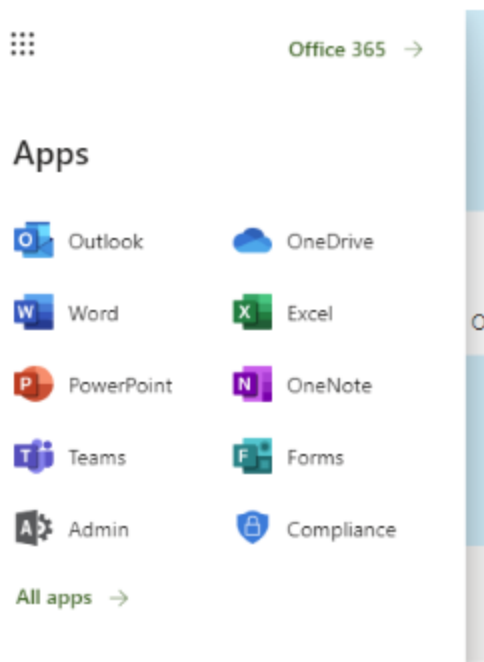 Office 365 →
Apps
Outlook
OneDrive
Word
Excel
PowerPoint
OneNote
Teams
Forms
Admin
Compliance
All apps →